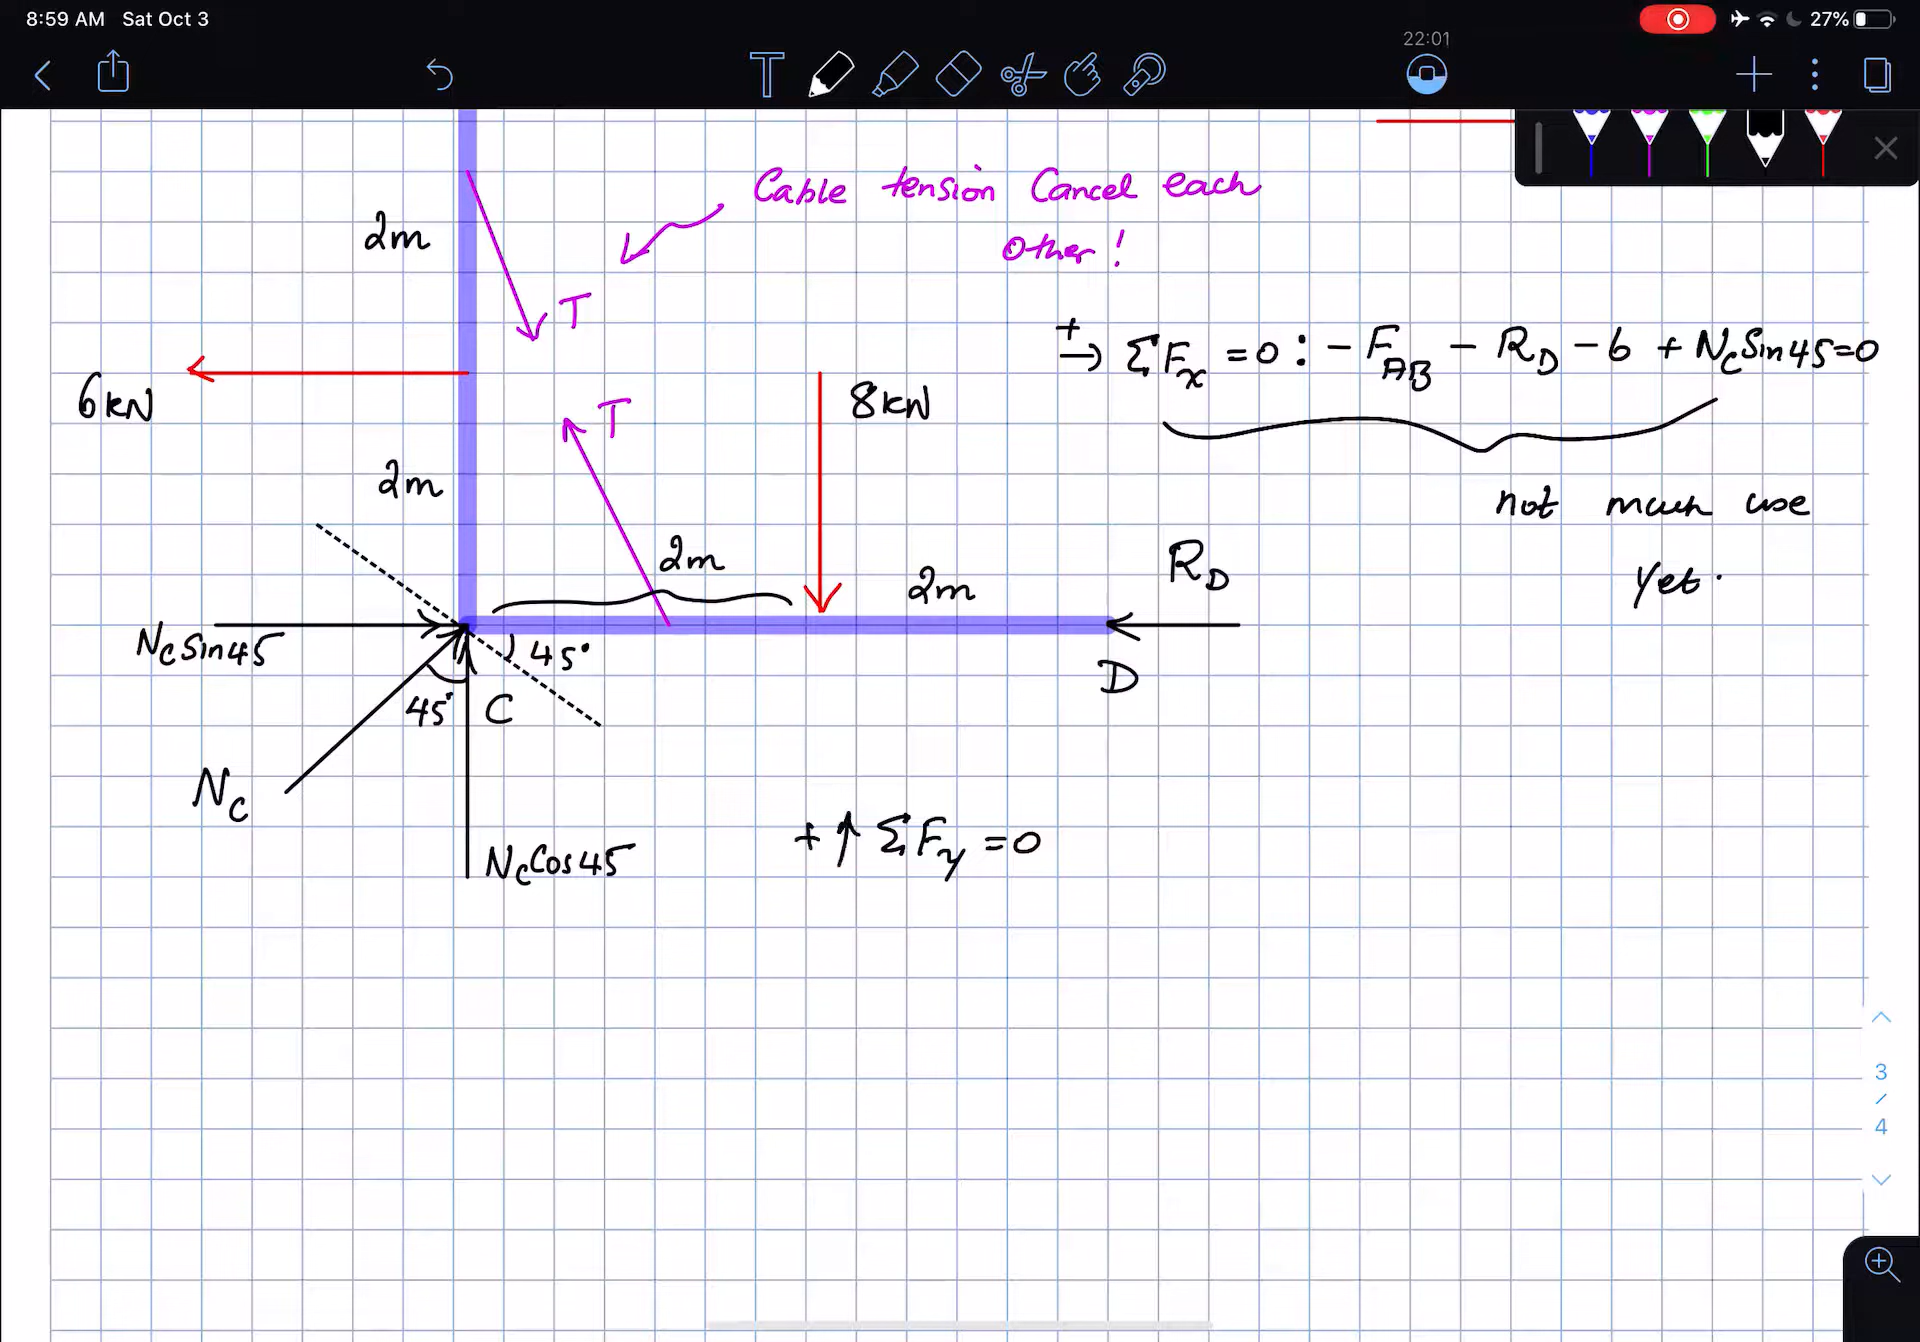 8:59 AM Sat Oct 3
27%
22:01
Cable tension Cancel each
Other!
2m
T
+→ ΣFx = 0 : - FAB - RD - 6 + NcSin45=0
6kN
T
8kN
2m
not much use
2m
2m
RD
Yet.
NcSin45
45°
D
45°
C
Nc
+↑ ΣFy = 0
NcCos45
3
/
4